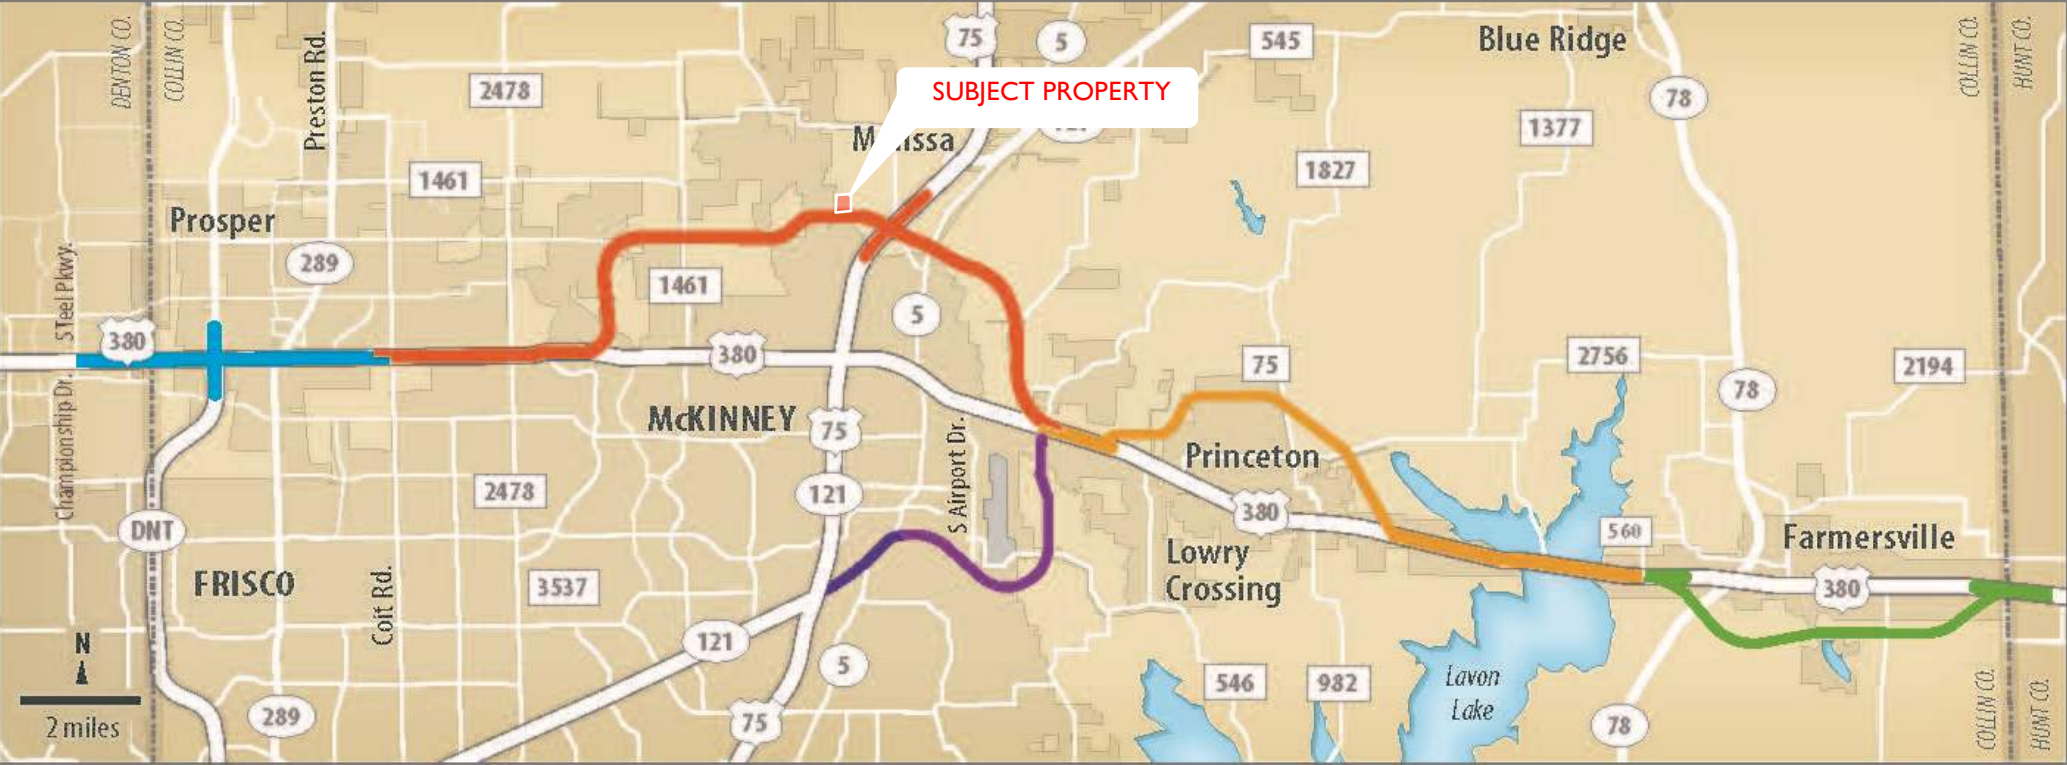 DENTON CO.
COLLIN CO.
Preston Rd.
2478
75
5
545
Blue Ridge
COLLIN CO.
HUNT CO.
SUBJECT PROPERTY
78
1377
1461
1827
Prosper
289
1461
S Teel Pkwy.
380
5
380
75
2756
2194
78
Championship Dr.
McKINNEY
75
S Airport Dr.
Princeton
2478
121
380
DNT
560
Farmersville
Lowry
Crossing
FRISCO
Coit Rd.
3537
380
N
121
5
546
982
Lavon
Lake
2 miles
289
75
78
COLLIN CO.
HUNT CO.